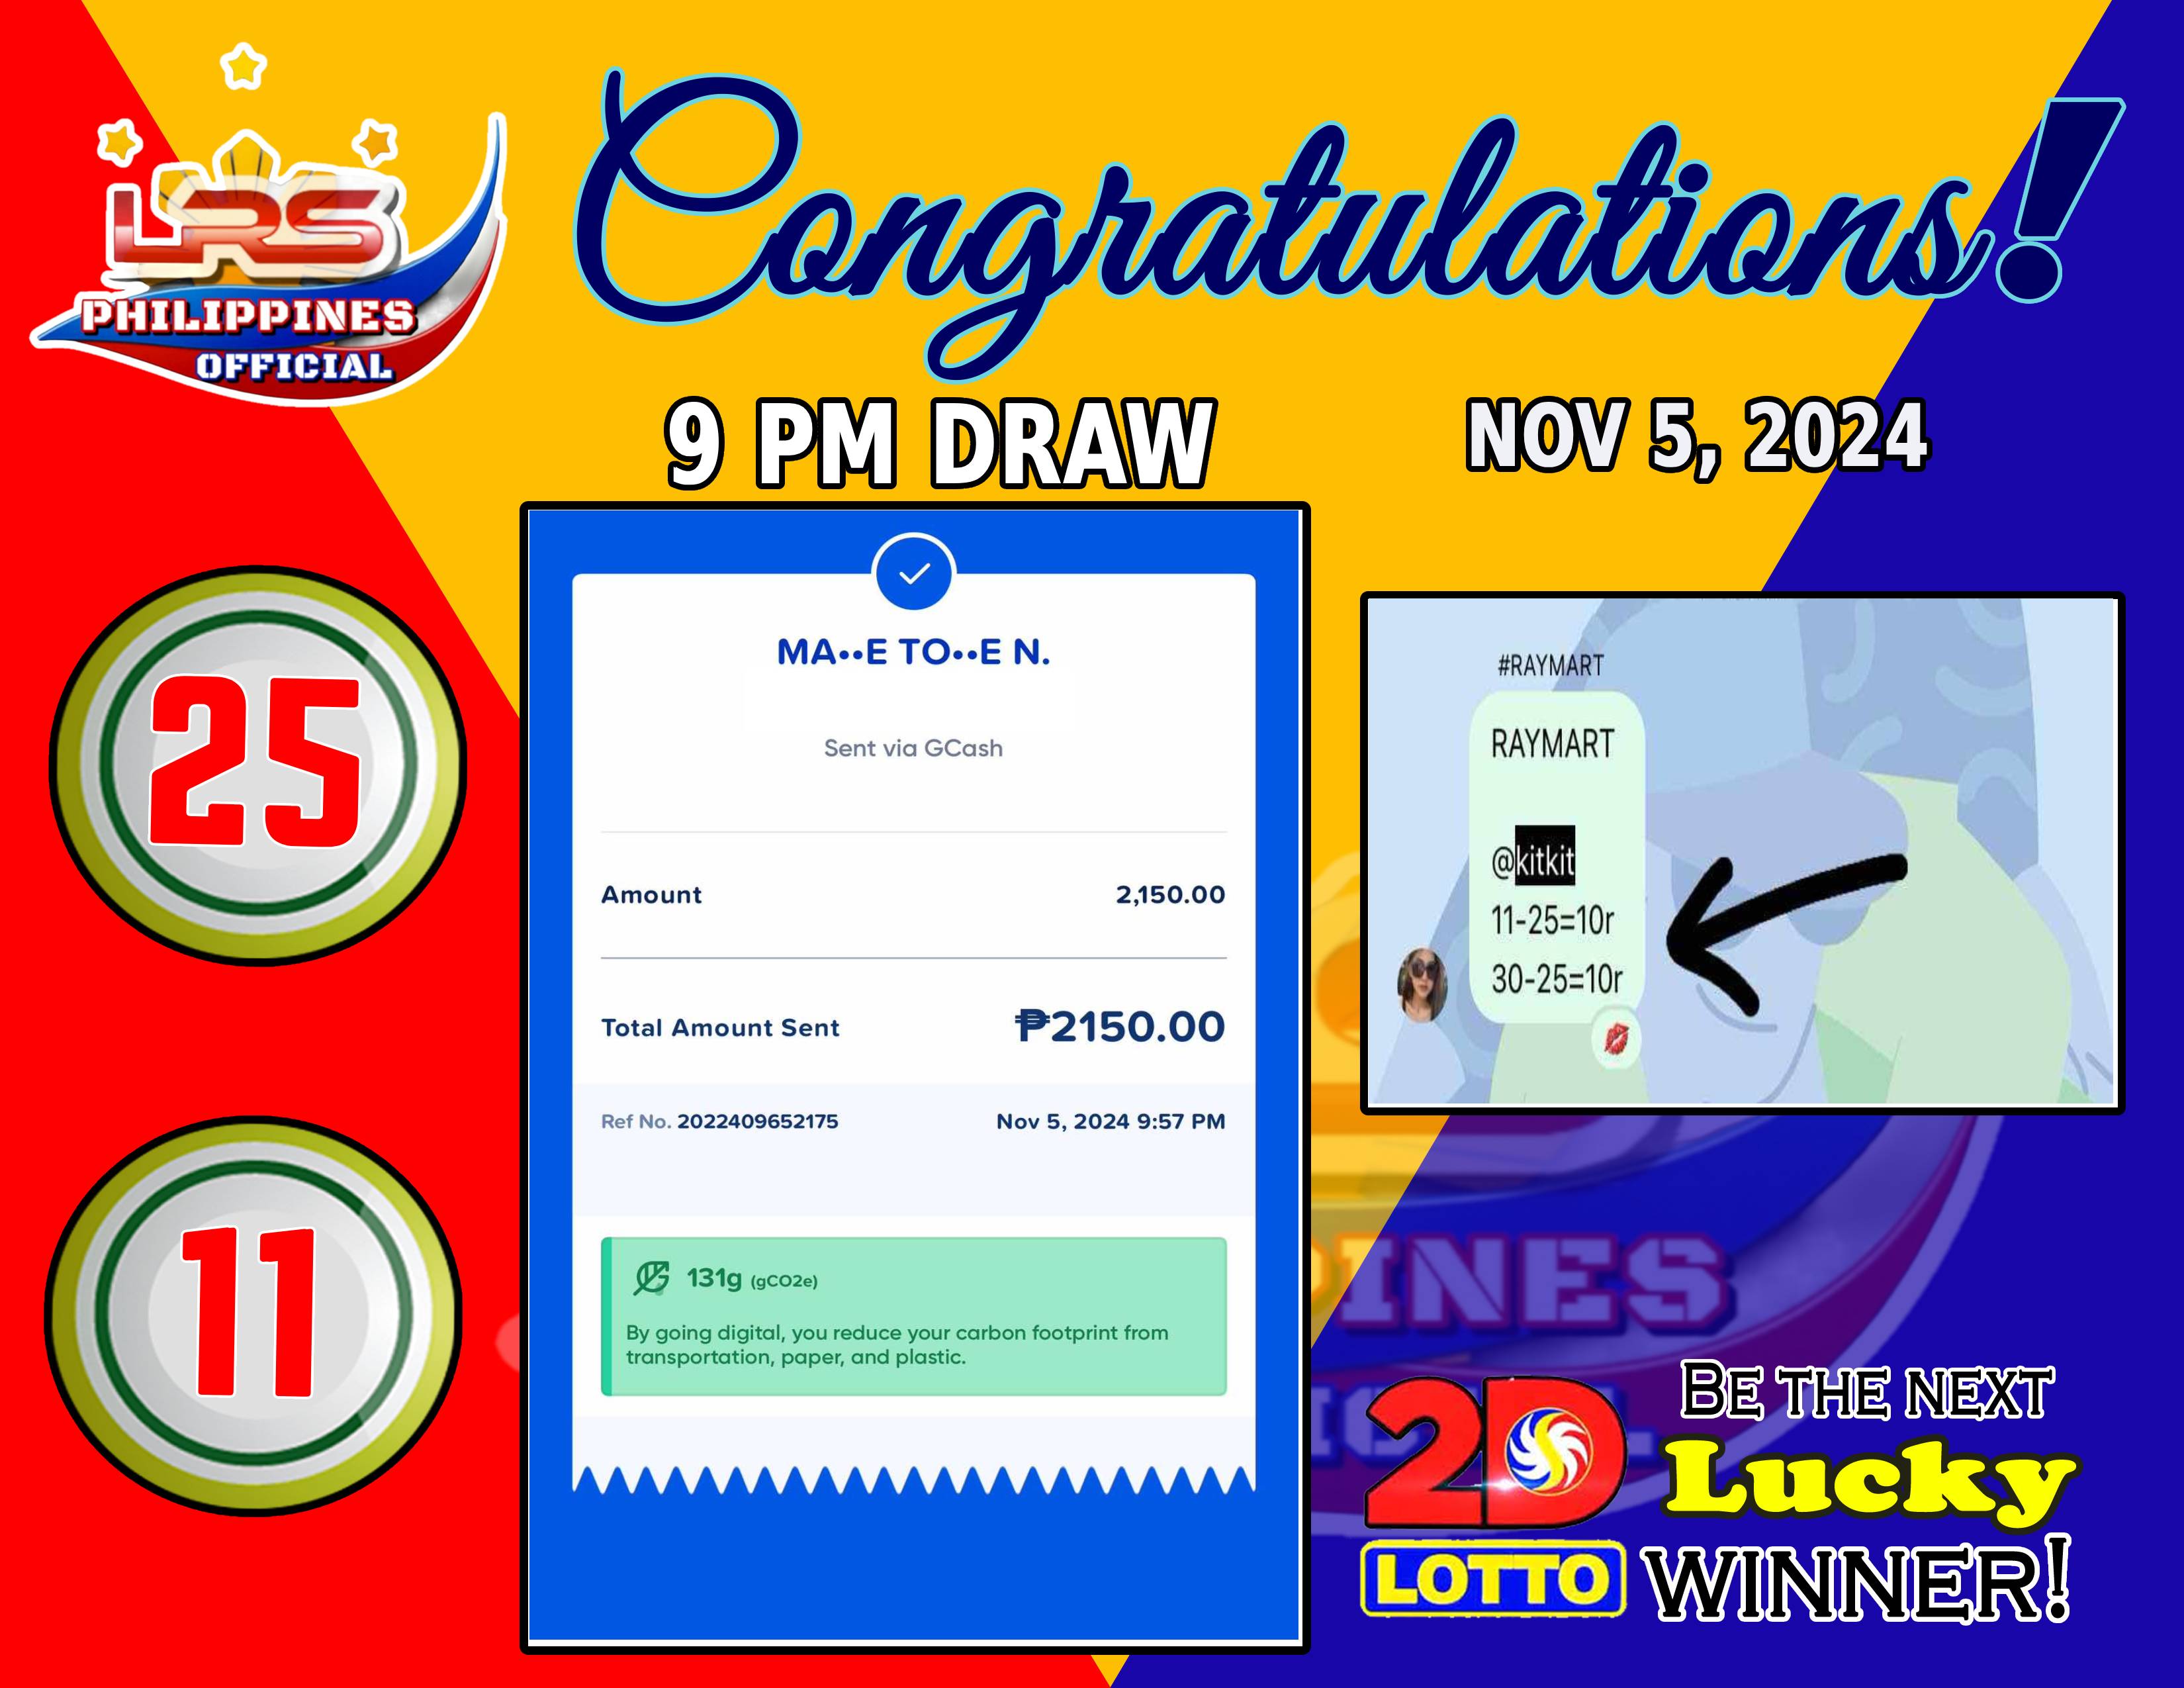 LRS
PHILIPPINES
OFFICIAL
Congratulations!
9 PM DRAW
NOV 5, 2024
25
11
MA••E TO••E N.
Sent via GCash
Amount 2,150.00
Total Amount Sent ₱2150.00
Ref No. 2022409652175 Nov 5, 2024 9:57 PM
131g (gCO2e)
By going digital, you reduce your carbon footprint from
transportation, paper, and plastic.
#RAYMART
RAYMART
@kitkit
11-25=10r
30-25=10r
PINES
2D
LOTTO
BE THE NEXT
Lucky
WINNER!